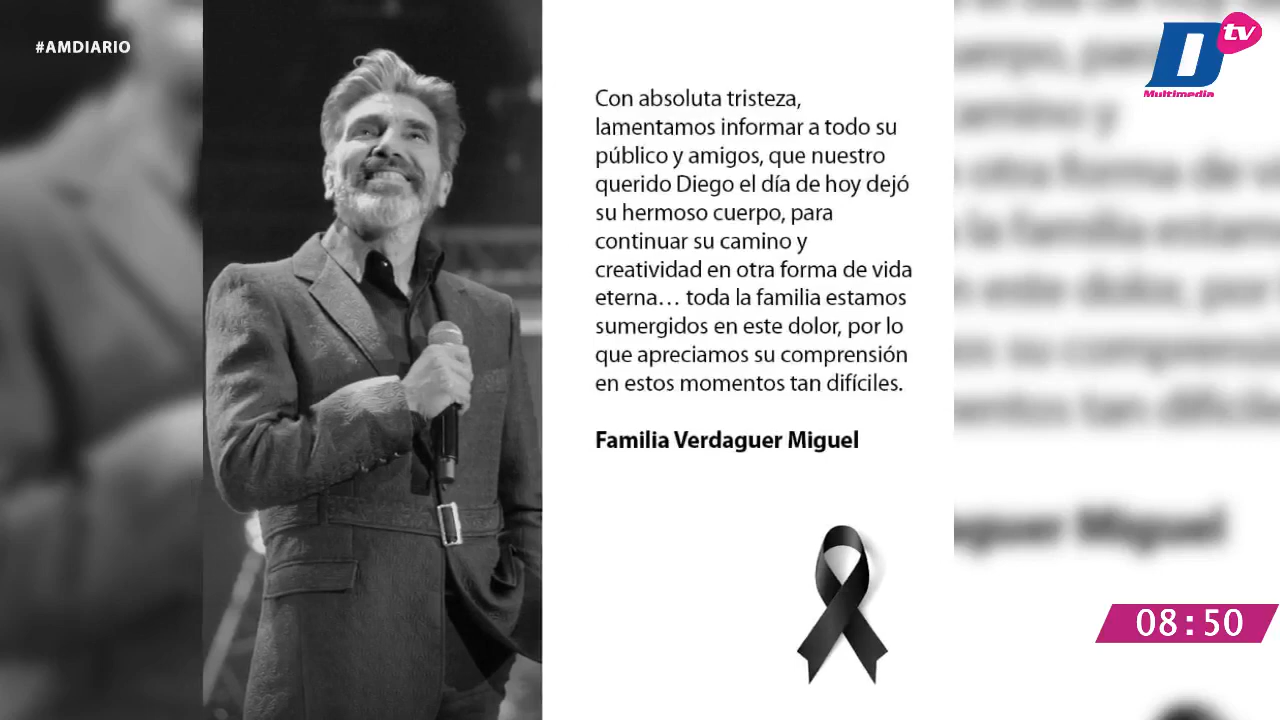 #AMDIARIO
D tv
Multimedia
Con absoluta tristeza,
lamentamos informar a todo su
público y amigos, que nuestro
querido Diego el día de hoy dejó
su hermoso cuerpo, para
continuar su camino y
creatividad en otra forma de vida
eterna… toda la familia estamos
sumergidos en este dolor, por lo
que apreciamos su comprensión
en estos momentos tan difíciles.
Familia Verdaguer Miguel
08:50